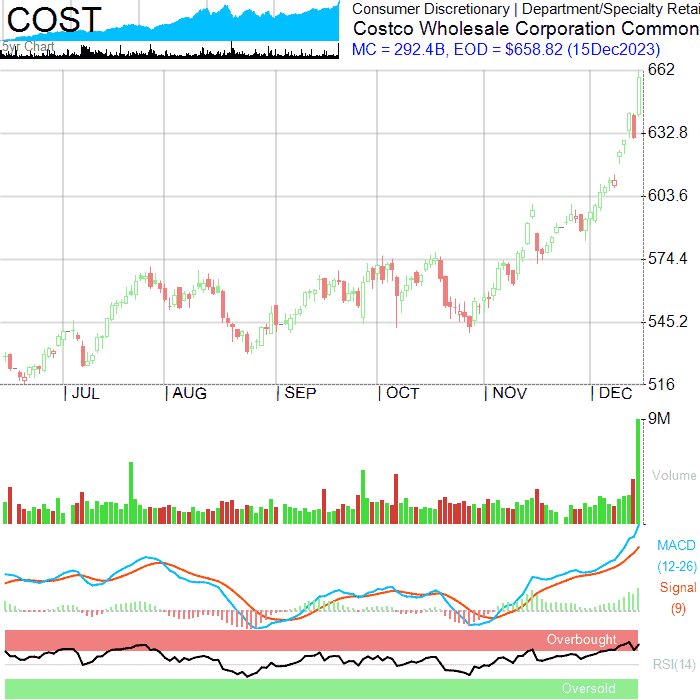 COST
5yr Chart
Consumer Discretionary | Department/Specialty Retai
Costco Wholesale Corporation Common
MC = 292.4B, EOD = $658.82 (15Dec2023)
662
632.8
603.6
574.4
545.2
516
| JUL | AUG | SEP | OCT | NOV | DEC
9M
Volume
MACD
(12-26)
Signal
(9)
Overbought
RSI(14)
Oversold